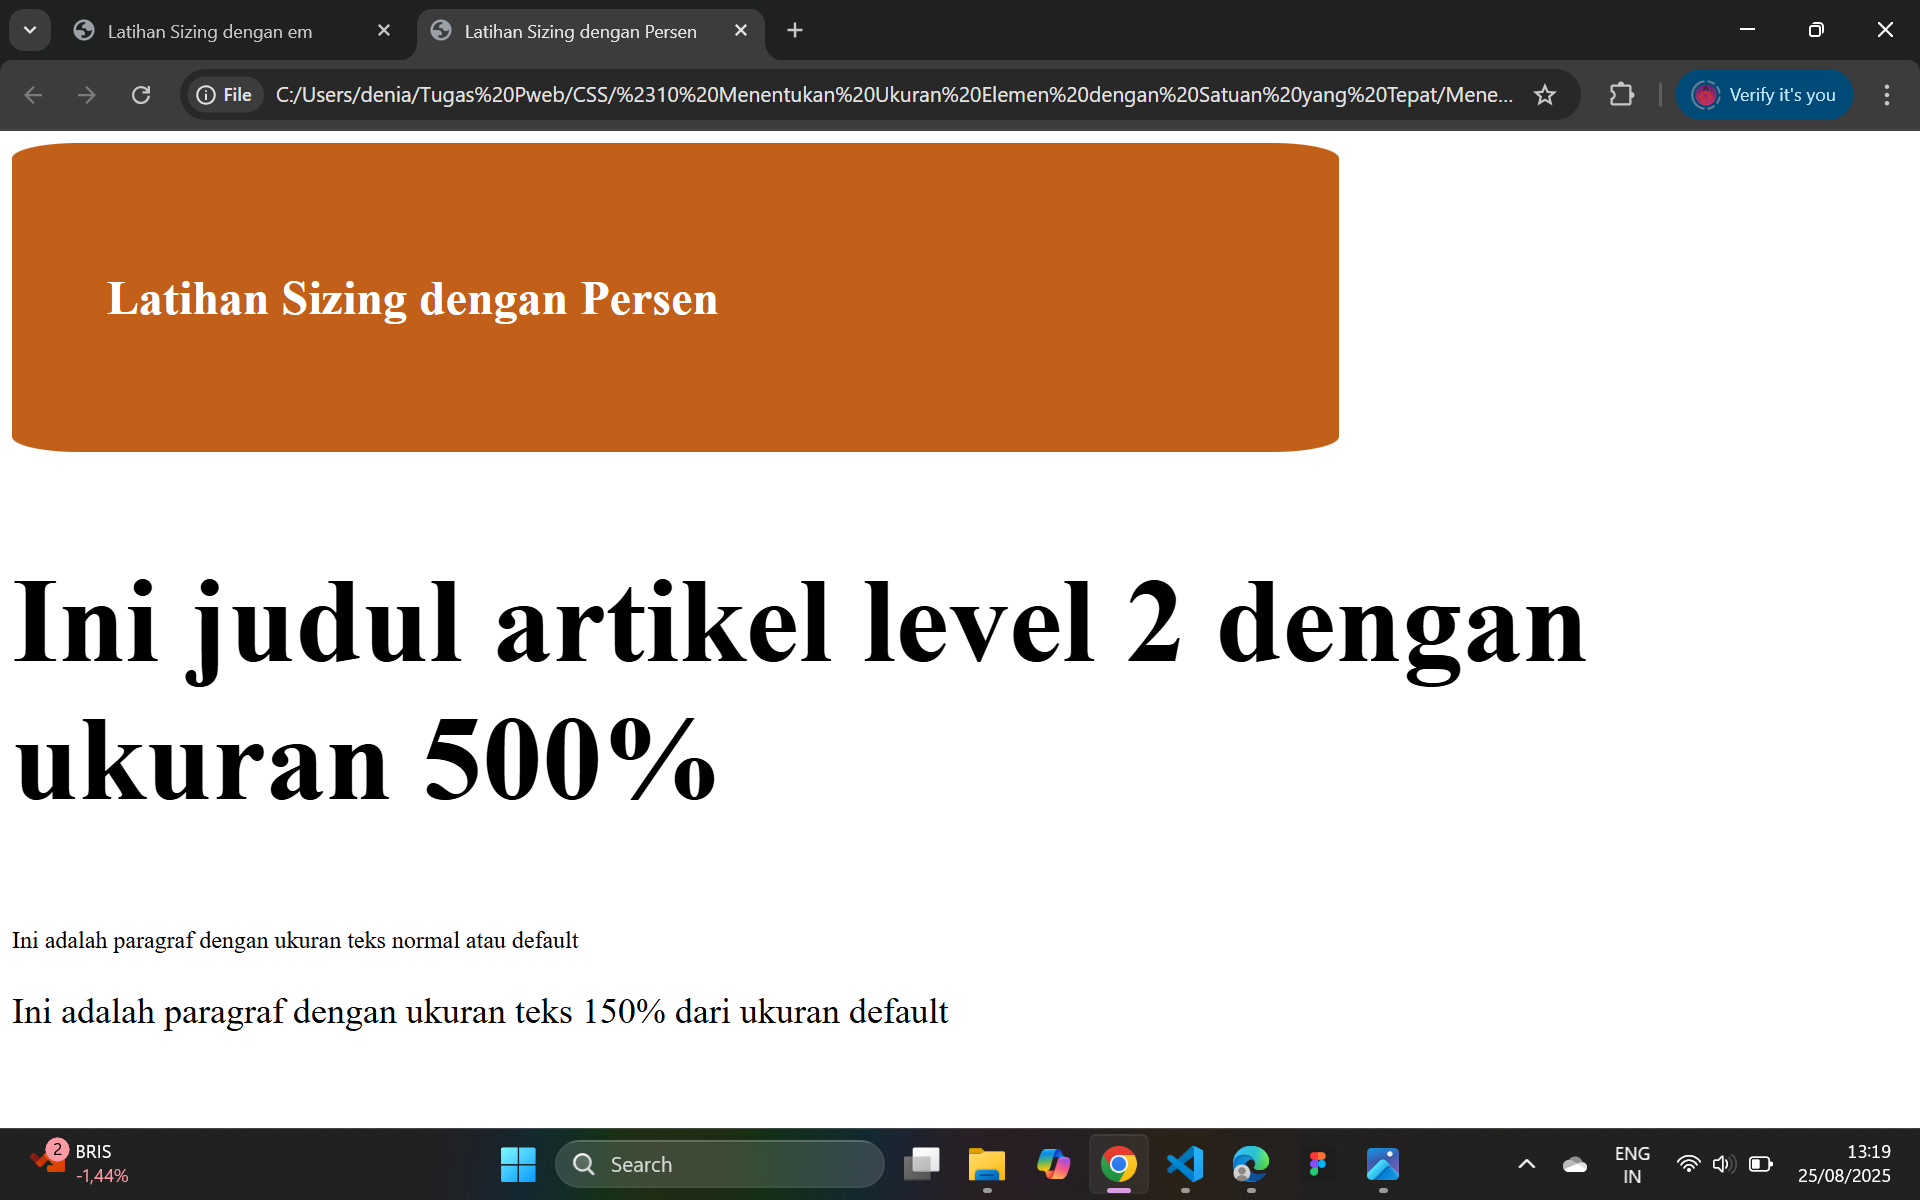 Latihan Sizing dengan em
Latihan Sizing dengan Persen
File
C:/Users/denia/Tugas%20Pweb/CSS/%2310%20Menentukan%20Ukuran%20Elemen%20dengan%20Satuan%20yang%20Tepat/Mene...
Verify it's you
Latihan Sizing dengan Persen
Ini judul artikel level 2 dengan
ukuran 500%
Ini adalah paragraf dengan ukuran teks normal atau default
Ini adalah paragraf dengan ukuran teks 150% dari ukuran default
2
BRIS
-1,44%
Search
ENG
IN
13:19
25/08/2025